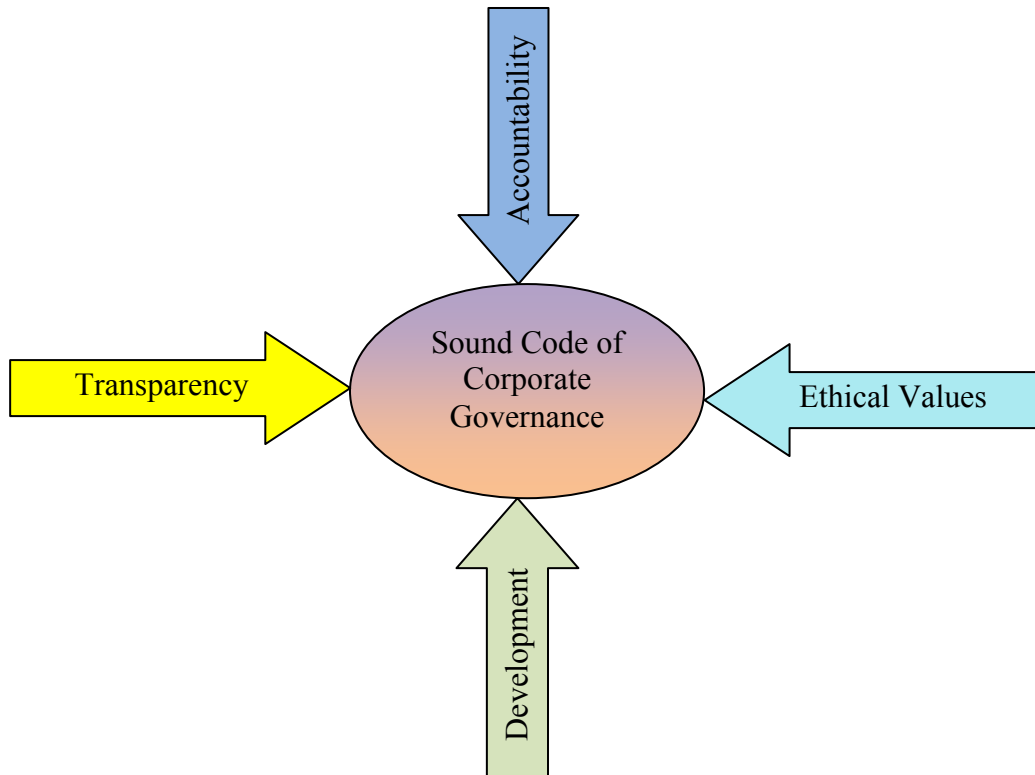 Accountability
Sound Code of
Corporate
Governance
Transparency
Ethical Values
Development